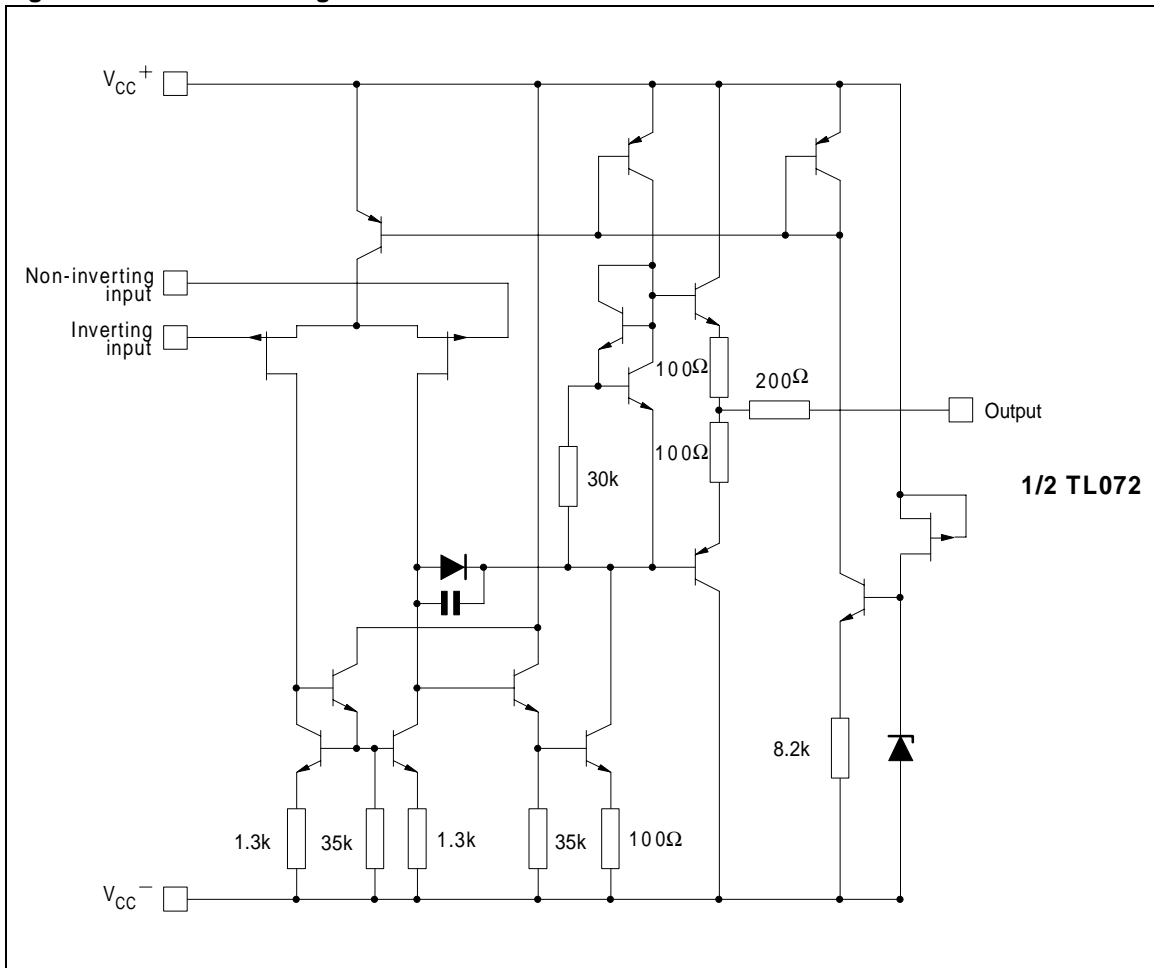 VCC+
Non-inverting
input
Inverting
input
100Ω
200Ω
Output
100Ω
30k
1/2 TL072
8.2k
1.3k
35k
1.3k
35k
100Ω
VCC−